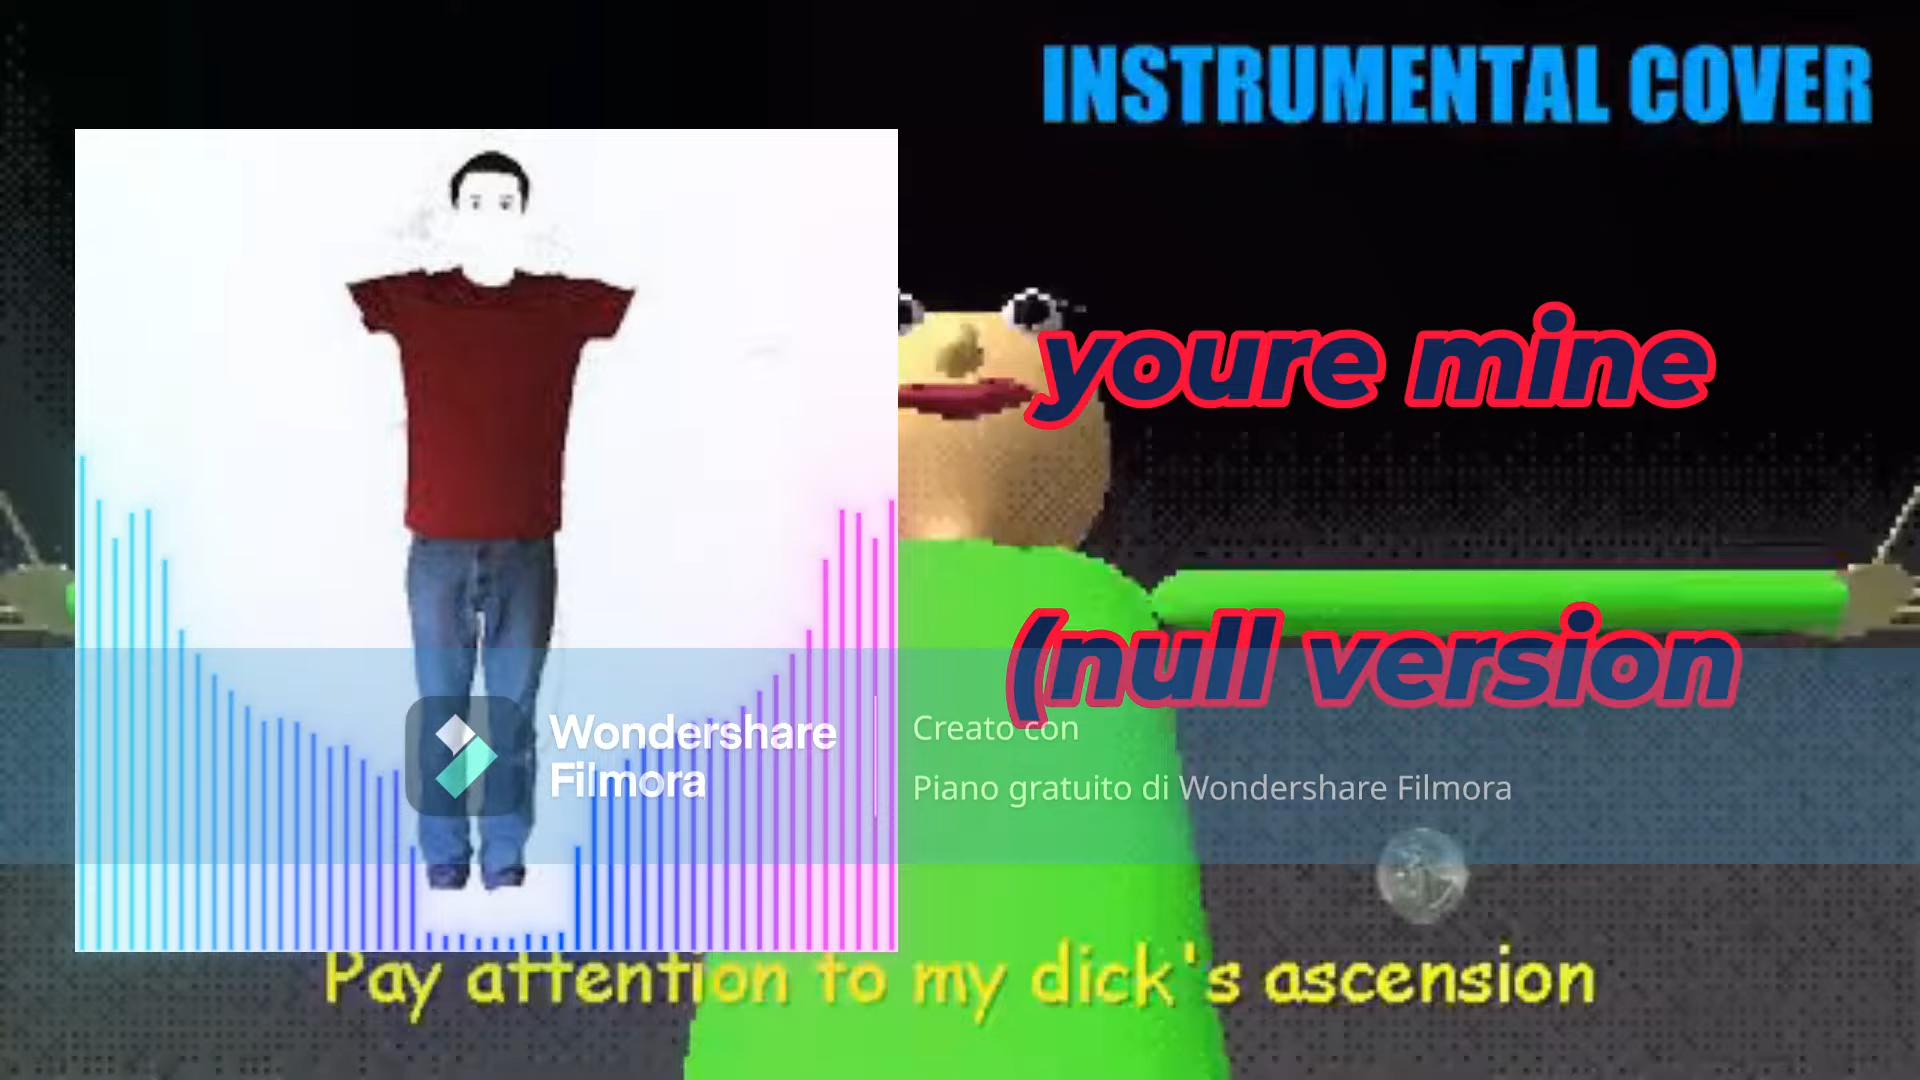 INSTRUMENTAL COVER
youre mine
(null version
Wondershare
Filmora
Creato con
Piano gratuito di Wondershare Filmora
Pay attention to my dick's ascension